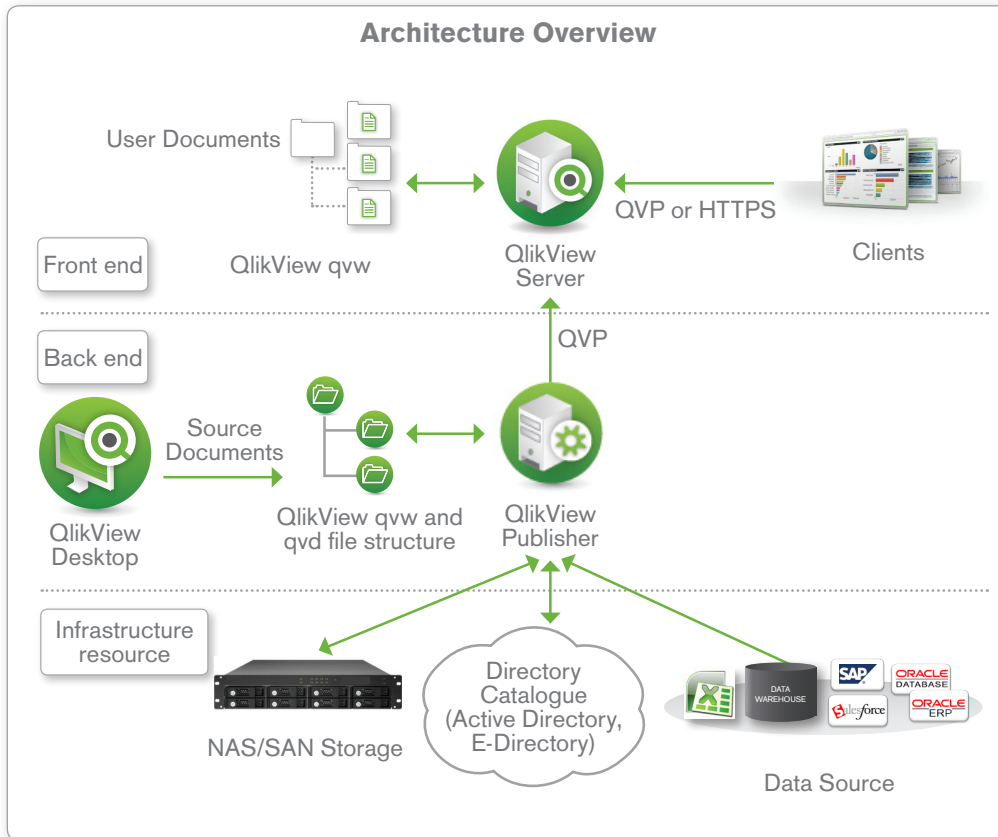 Architecture Overview
User Documents
QVP or HTTPS
QlikView qvw
QlikView
Server
Clients
Front end
QVP
Back end
Source
Documents
QlikView
Desktop
QlikView qvw and
qvd file structure
QlikView
Publisher
Infrastructure
resource
NAS/SAN Storage
Directory
Catalogue
(Active Directory,
E-Directory)
DATA
WAREHOUSE
SAP
ORACLE
DATABASE
salesforce
ORACLE
ERP
Data Source